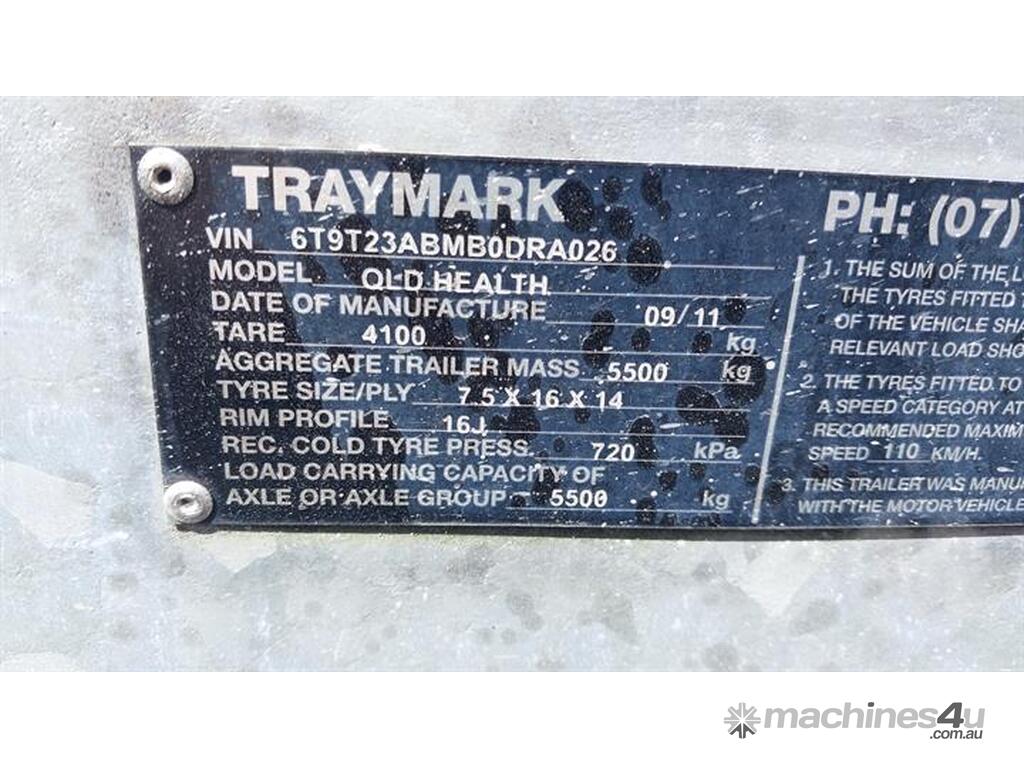 TRAYMARK
VIN 6T9T23ABMB0DRA026
MODEL QLD HEALTH
DATE OF MANUFACTURE 09/11
TARE 4100 kg
AGGREGATE TRAILER MASS 5500 kg
TYRE SIZE/PLY 7.5 X 16 X 14
RIM PROFILE 16J
REC. COLD TYRE PRESS. 720 kPa
LOAD CARRYING CAPACITY OF
AXLE OR AXLE GROUP 5500 kg
PH: (07)
1. THE SUM OF THE L
THE TYRES FITTED
OF THE VEHICLE SHA
RELEVANT LOAD SHO
2. THE TYRES FITTED TO
A SPEED CATEGORY AT
RECOMMENDED MAXIM
SPEED 110 KM/H.
3. THIS TRAILER WAS MANU
WITH THE MOTOR VEHICLE
machines4u
.com.au